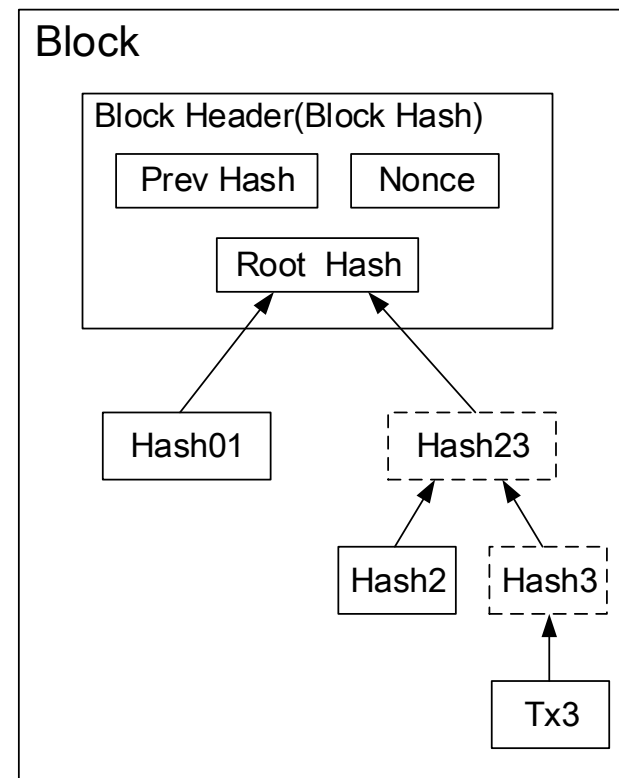 Block
Block Header(Block Hash)
Prev Hash
Nonce
Root Hash
Hash01
Hash23
Hash2
Hash3
Tx3